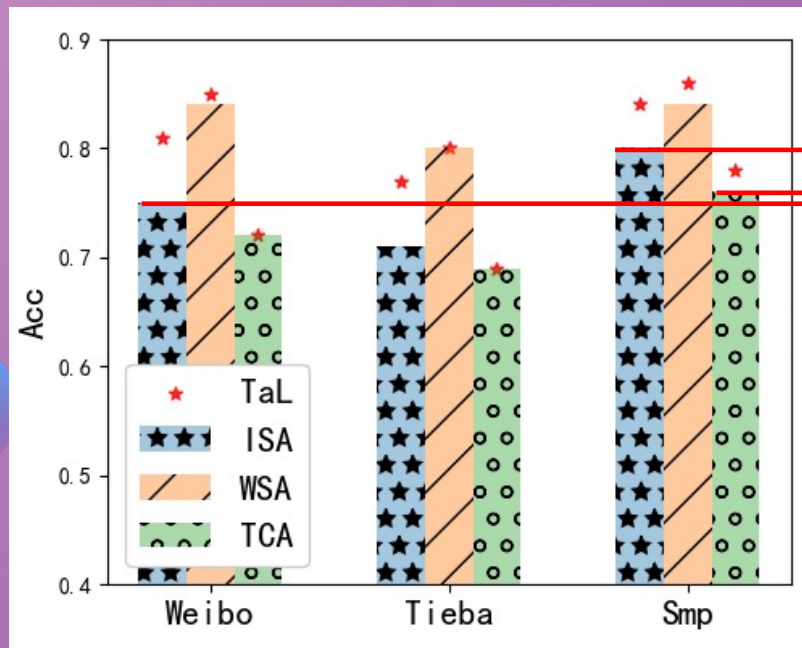 0.9
0.8
0.7
0.6
0.5
0.4
Acc
TaL
ISA
WSA
TCA
Weibo
Tieba
Smp